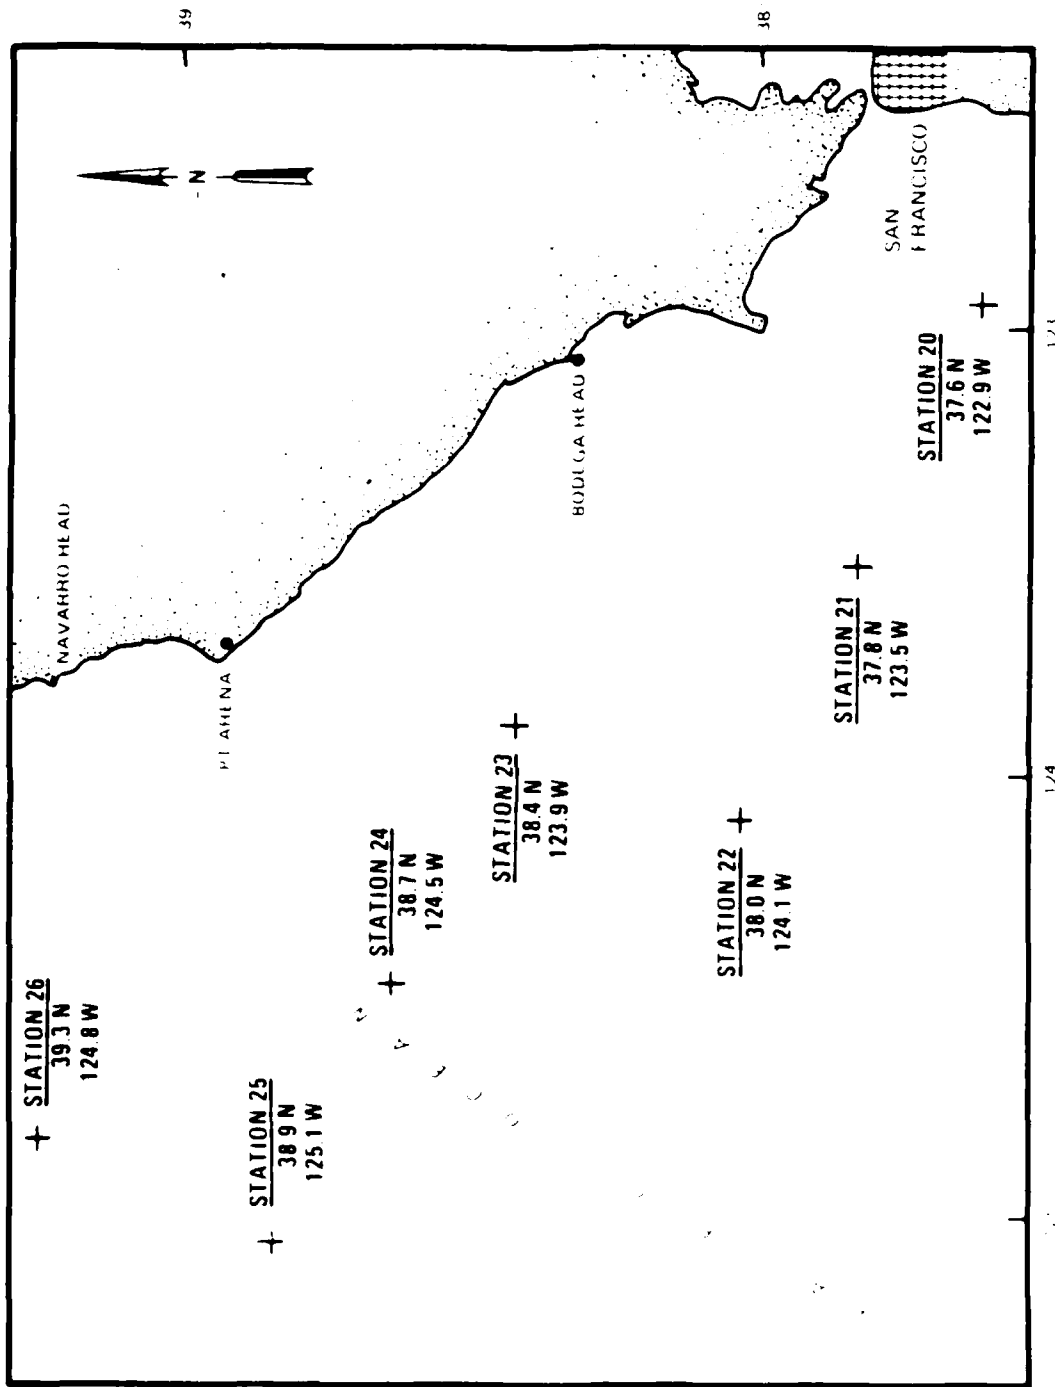 39
38
N
NAVARRO HEAD
PT ARENA
BODEGA HEAD
SAN
FRANCISCO
STATION 20
37.6 N
122.9 W
STATION 21
37.8 N
123.5 W
STATION 22
38.0 N
124.1 W
STATION 23
38.4 N
123.9 W
STATION 24
38.7 N
124.5 W
STATION 25
38 9 N
125.1 W
STATION 26
39.3 N
124.8 W
123
124